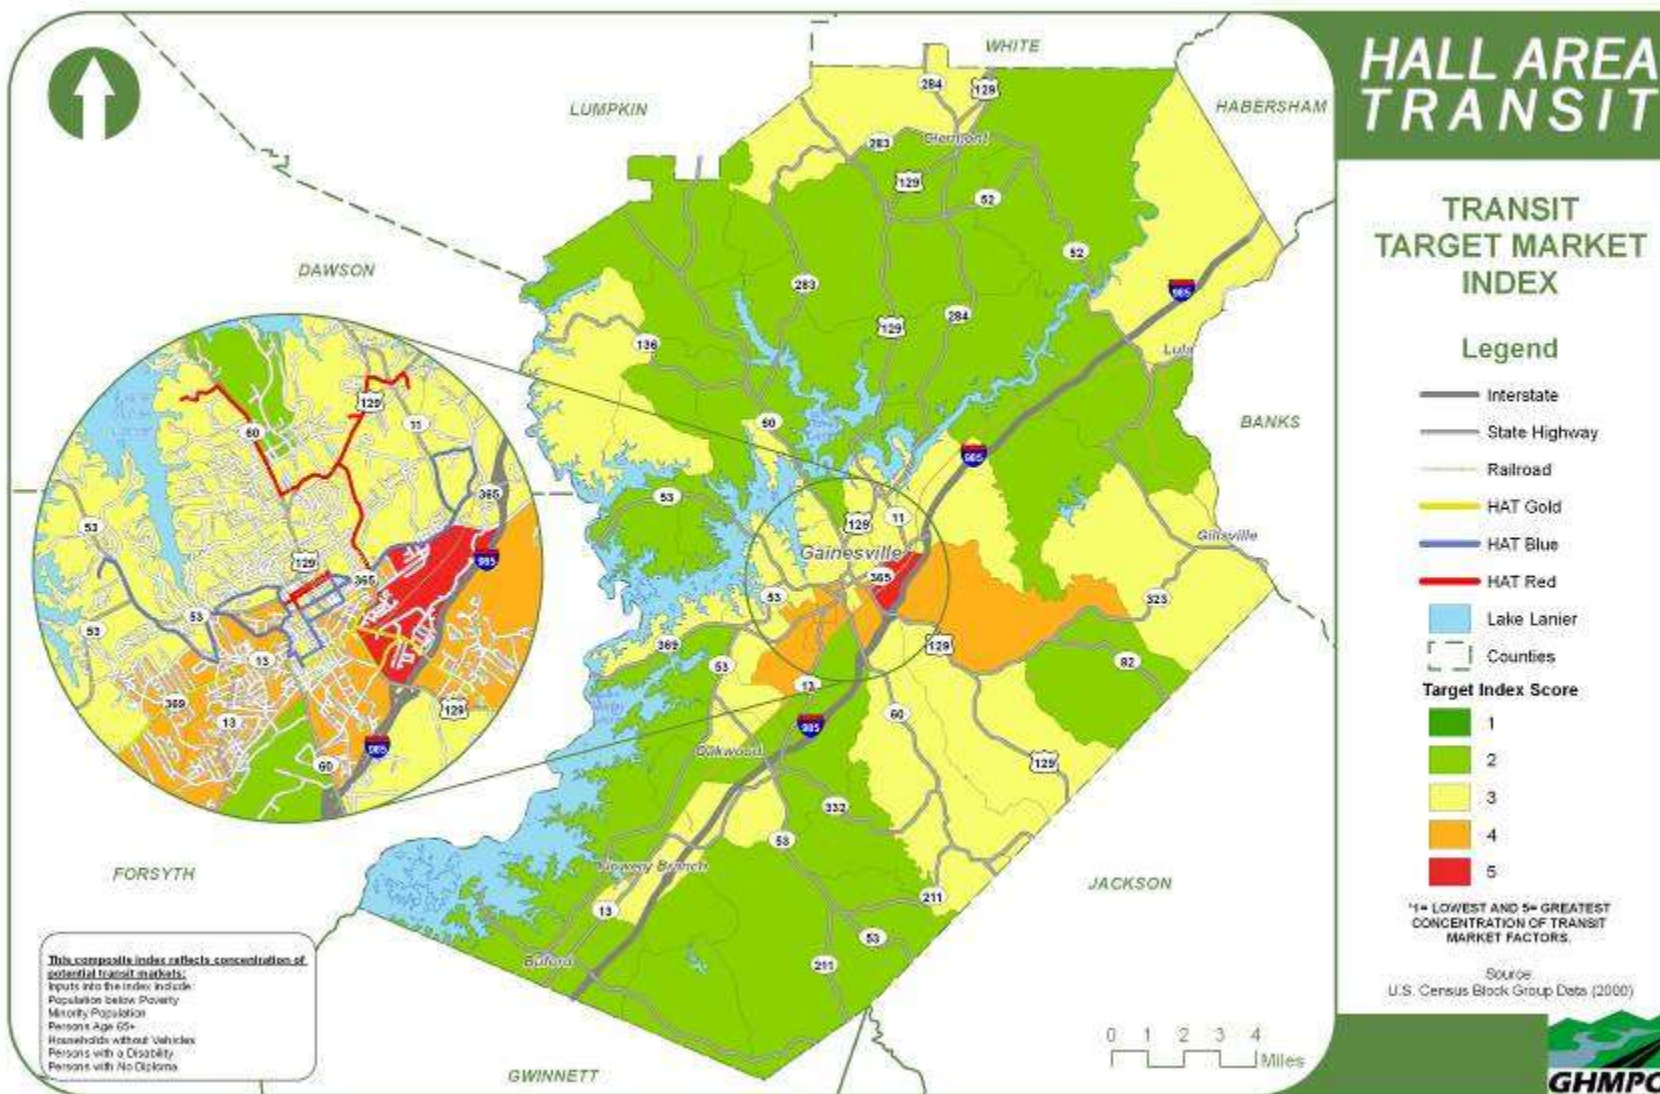 HALL AREA
TRANSIT
TRANSIT
TARGET MARKET
INDEX
Legend
Interstate
State Highway
Railroad
HAT Gold
HAT Blue
HAT Red
Lake Lanier
Counties
Target Index Score
1
2
3
4
5
*1= LOWEST AND 5= GREATEST
CONCENTRATION OF TRANSIT
MARKET FACTORS.
Source
U.S. Census Block Group Data (2000)
GHMPO
WHITE
LUMPKIN
HABERSHAM
DAWSON
BANKS
FORSYTH
JACKSON
GWINNETT
284
129
283
Clermont
129
52
52
283
985
129
284
136
Lula
60
985
53
129
11
Gainesville
Gillsville
365
53
323
369
53
129
82
13
985
60
Oakwood
129
332
53
Flowery Branch
13
211
53
Buford
211
129
60
11
365
53
129
985
365
53
53
13
369
13
129
985
60
This composite index reflects concentration of
potential transit markets:
Inputs into the index include:
Population below Poverty
Minority Population
Persons Age 65+
Households without Vehicles
Persons with a Disability
Persons with No Diploma
0 1 2 3 4
Miles